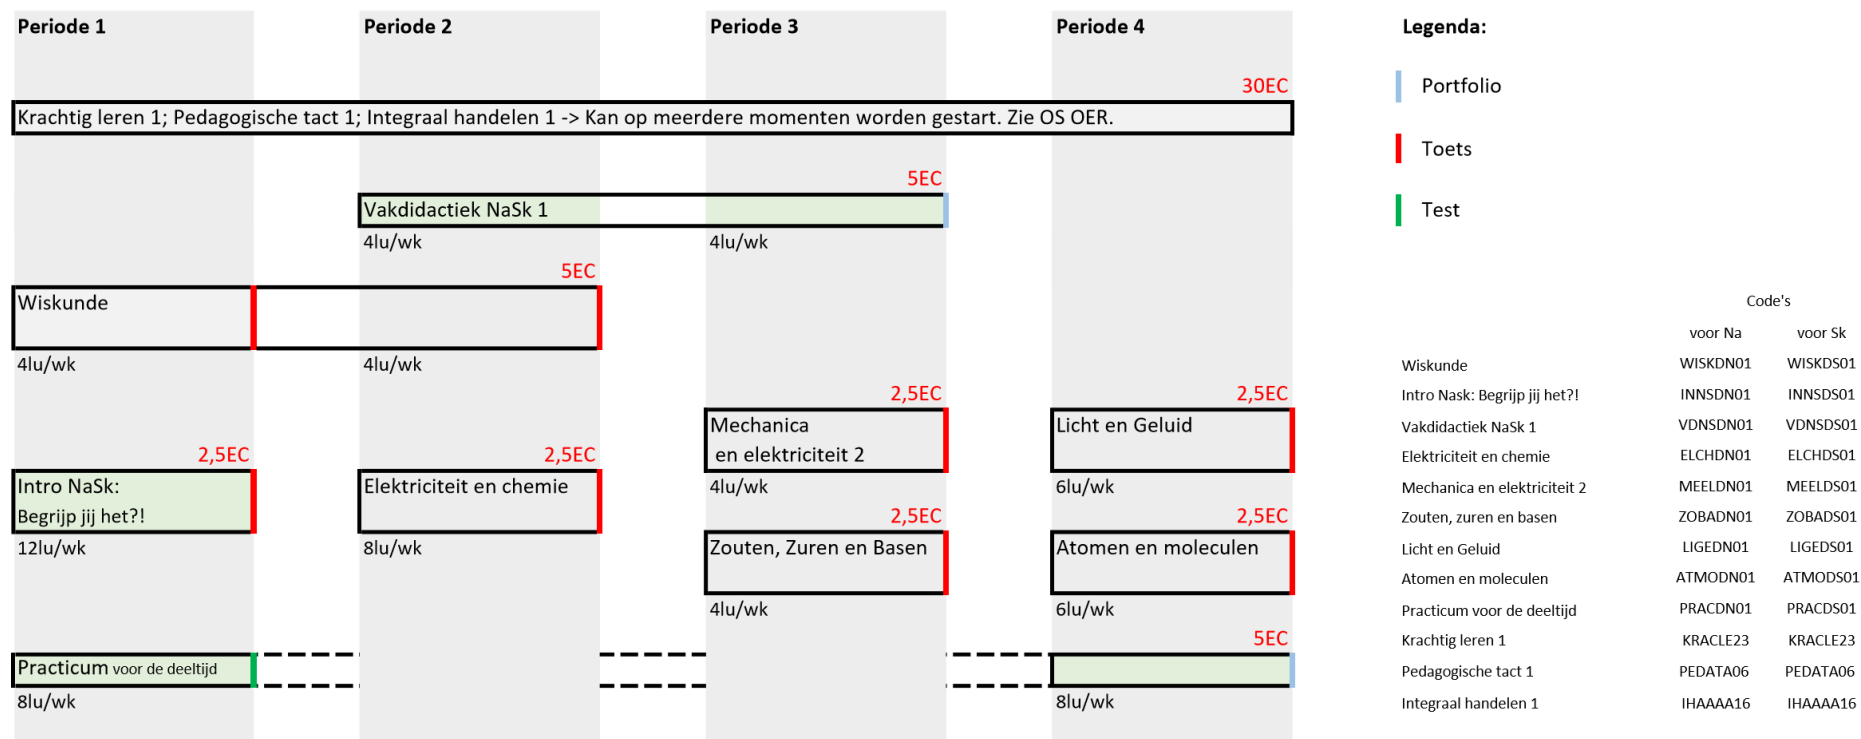 Periode 1
Periode 2
Periode 3
Periode 4
30EC
Krachtig leren 1; Pedagogische tact 1; Integraal handelen 1 -> Kan op meerdere momenten worden gestart. Zie OS OER.
5EC
Vakdidactiek NaSk 1
4lu/wk
4lu/wk
5EC
Wiskunde
4lu/wk
4lu/wk
2,5EC
Mechanica
en elektriciteit 2
4lu/wk
2,5EC
Licht en Geluid
6lu/wk
2,5EC
Intro NaSk:
Begrijp jij het?!
12lu/wk
2,5EC
Elektriciteit en chemie
8lu/wk
2,5EC
Zouten, Zuren en Basen
4lu/wk
2,5EC
Atomen en moleculen
6lu/wk
5EC
Practicum voor de deeltijd
8lu/wk
8lu/wk
Legenda:
Portfolio
Toets
Test
Code's
voor Na voor Sk
Wiskunde WISKDN01 WISKDS01
Intro Nask: Begrijp jij het?! INNSDN01 INNSDS01
Vakdidactiek NaSk 1 VDNSDN01 VDNSDS01
Elektriciteit en chemie ELCHDN01 ELCHDS01
Mechanica en elektriciteit 2 MEELDN01 MEELDS01
Zouten, zuren en basen ZOBADN01 ZOBADS01
Licht en Geluid LIGEDN01 LIGEDS01
Atomen en moleculen ATMODN01 ATMODS01
Practicum voor de deeltijd PRACDN01 PRACDS01
Krachtig leren 1 KRACLE23 KRACLE23
Pedagogische tact 1 PEDATA06 PEDATA06
Integraal handelen 1 IHAAAA16 IHAAAA16